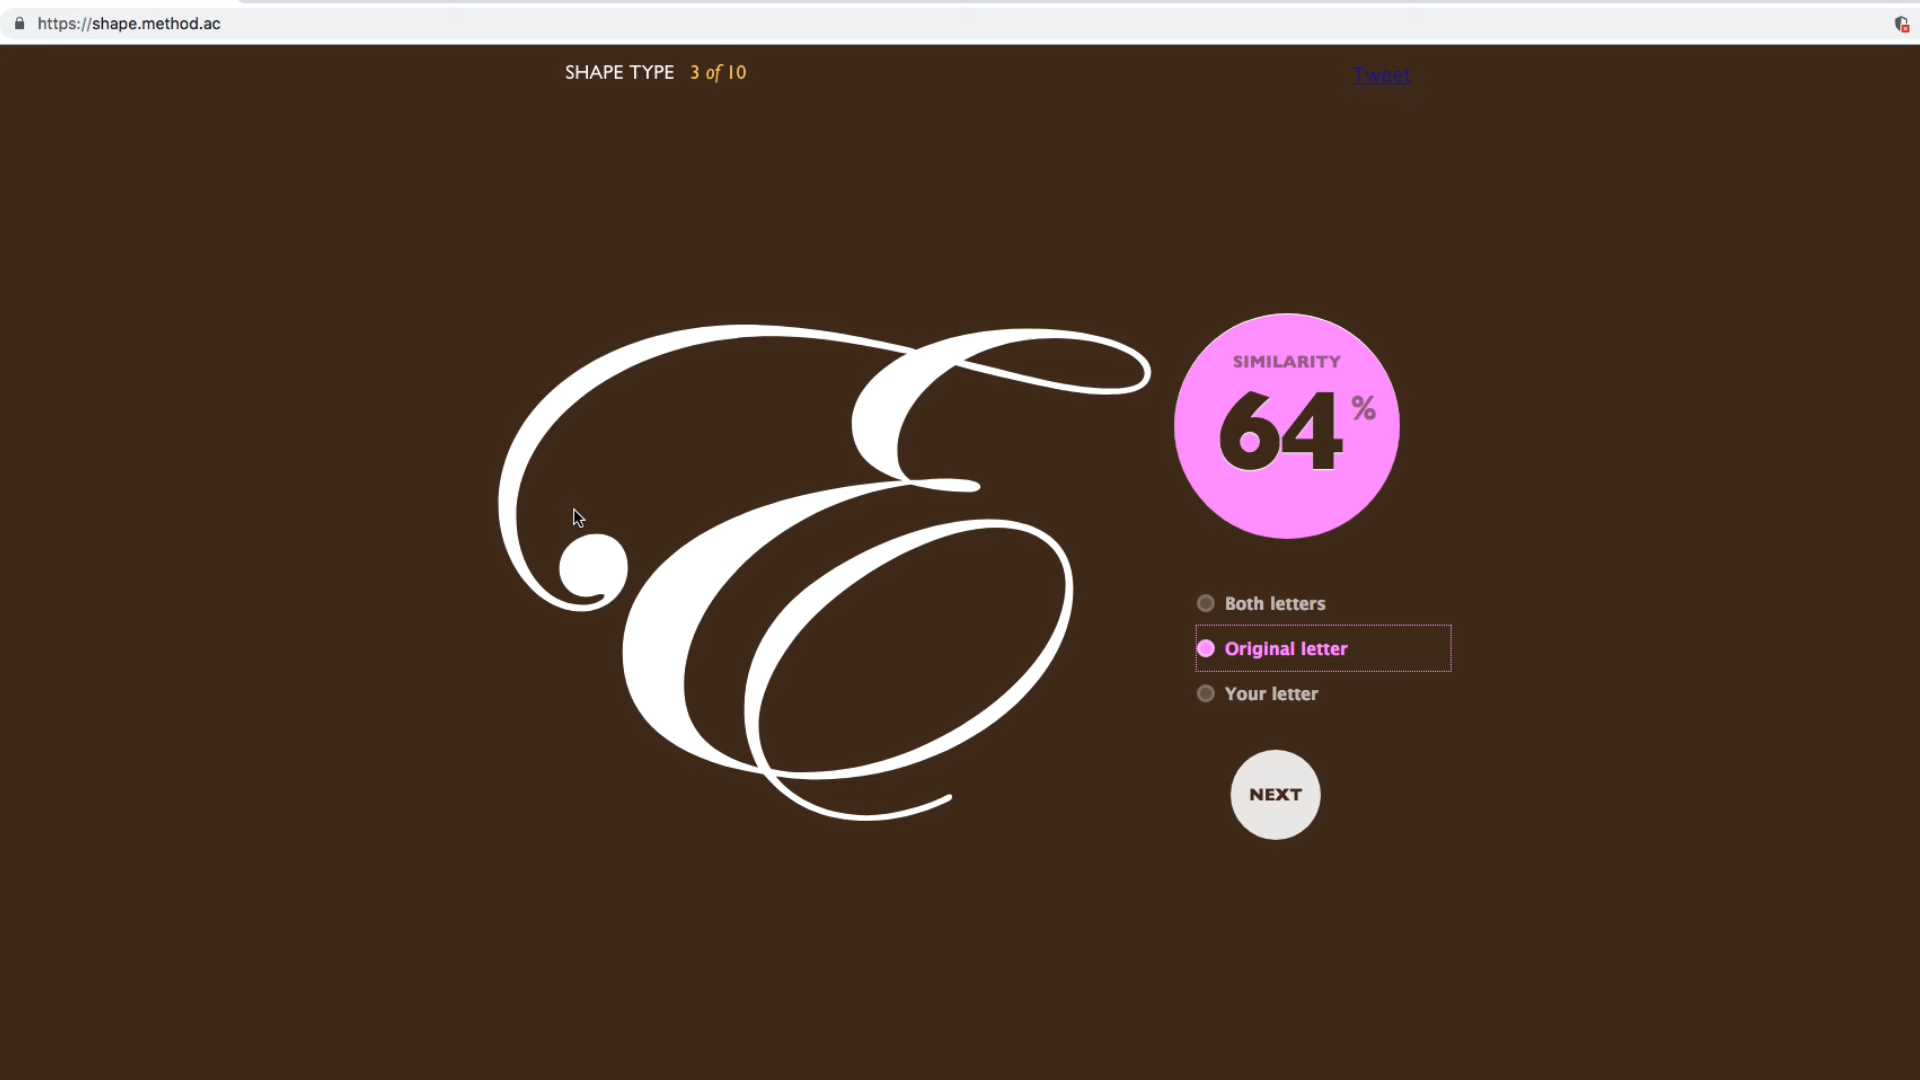 https://shape.method.ac
SHAPE TYPE 3 of 10
Tweet
E
SIMILARITY
64%
Both letters
Original letter
Your letter
NEXT